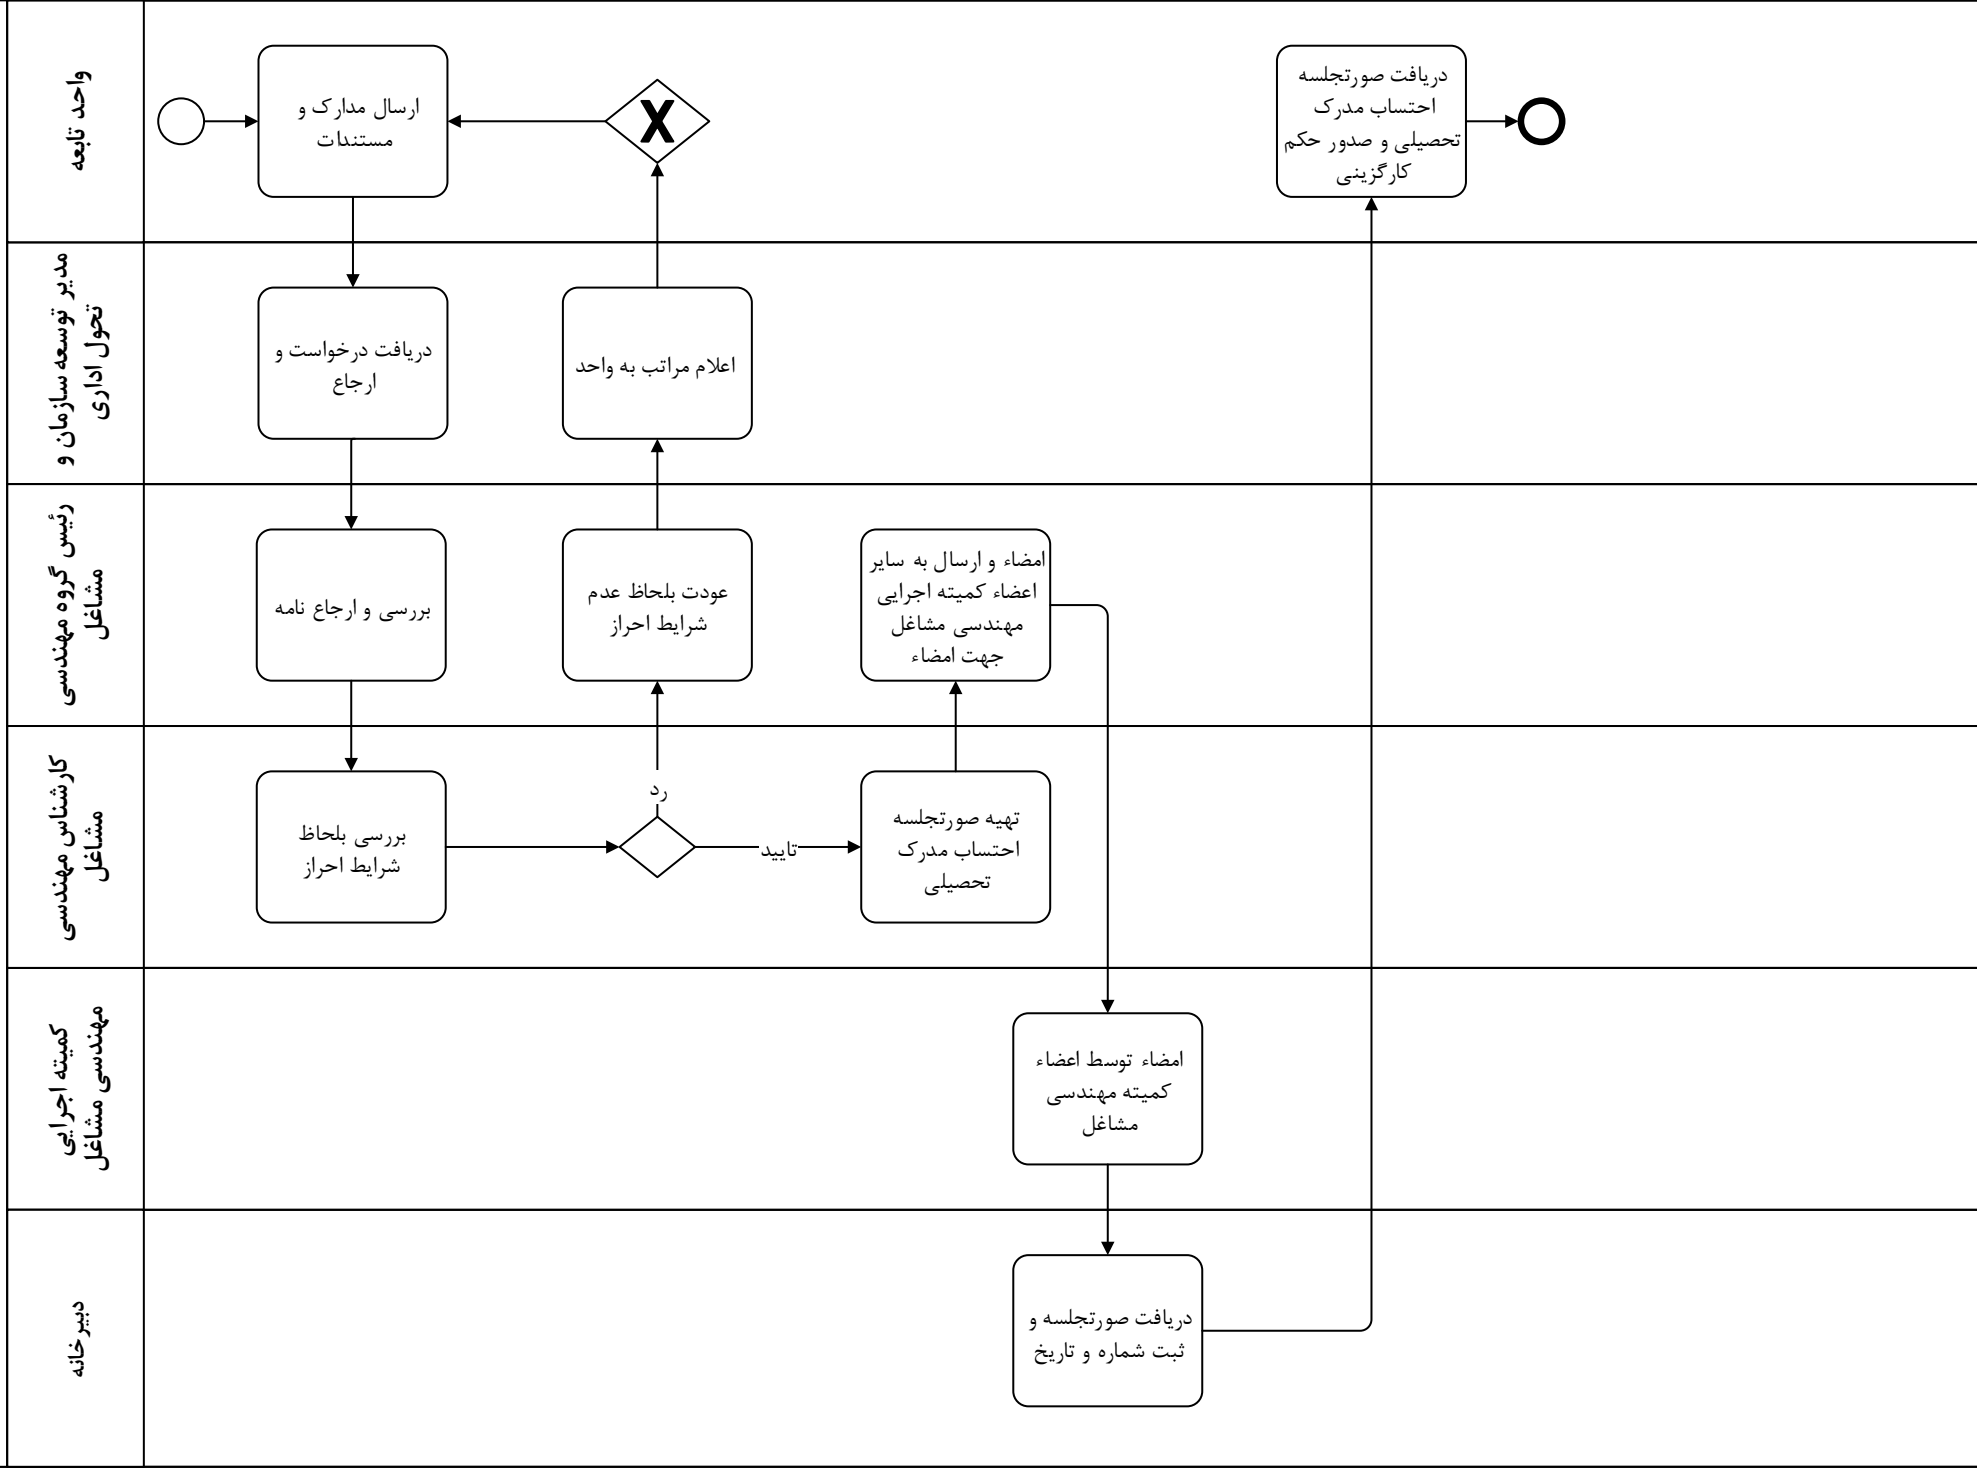 واحد تابعه
ارسال مدارک و
مستندات
X
دریافت صورتجلسه
احتساب مدرک
تحصیلی و صدور حکم
کارگزینی
مدیر توسعه سازمان و
تحول اداری
دریافت درخواست و
ارجاع
اعلام مراتب به واحد
رئیس گروه مهندسی
مشاغل
بررسی و ارجاع نامه
عودت بلحاظ عدم
شرایط احراز
امضاء و ارسال به سایر
اعضاء کمیته اجرایی
مهندسی مشاغل
جهت امضاء
کارشناس مهندسی
مشاغل
بررسی بلحاظ
شرایط احراز
رد
تایید
تهیه صورتجلسه
احتساب مدرک
تحصیلی
کمیته اجرایی
مهندسی مشاغل
امضاء توسط اعضاء
کمیته مهندسی
مشاغل
دبیرخانه
دریافت صورتجلسه و
ثبت شماره و تاریخ